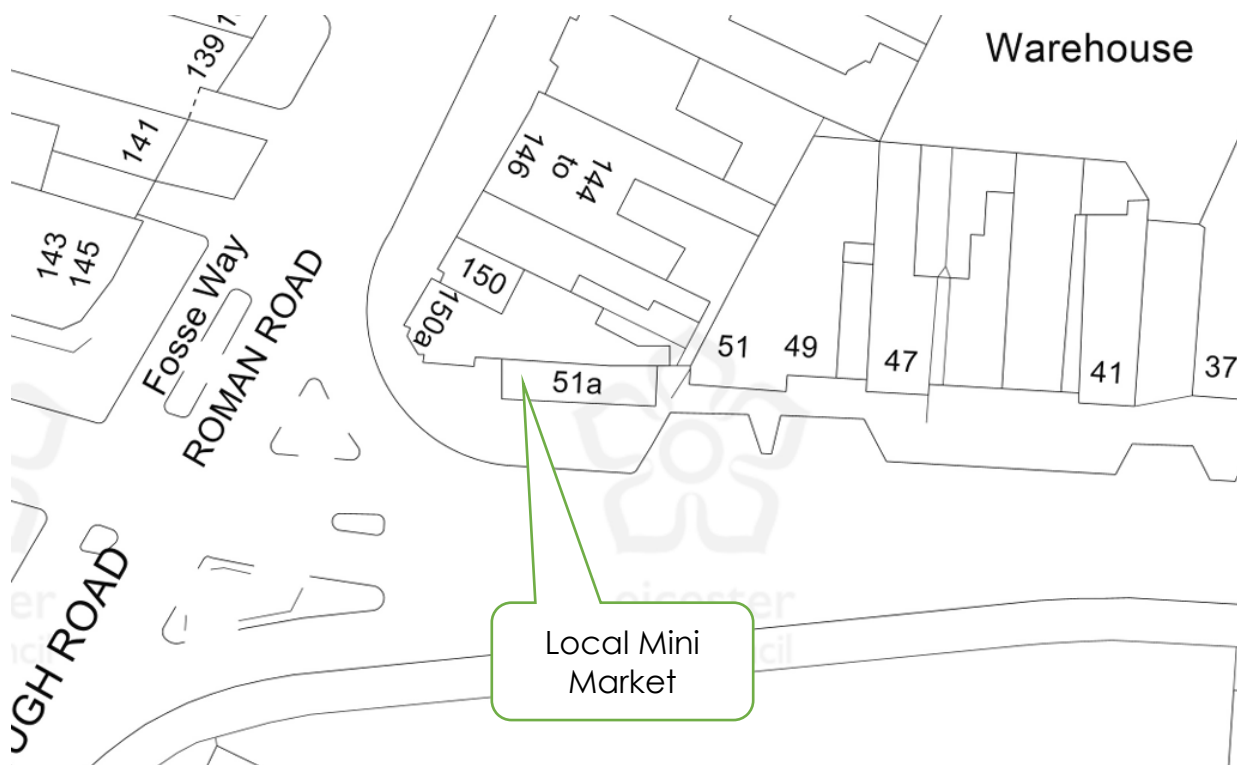 Warehouse
139
141
146
to
144
143
145
150
150a
Fosse Way
ROMAN ROAD
51
49
47
41
37
51a
UGH ROAD
Local Mini
Market